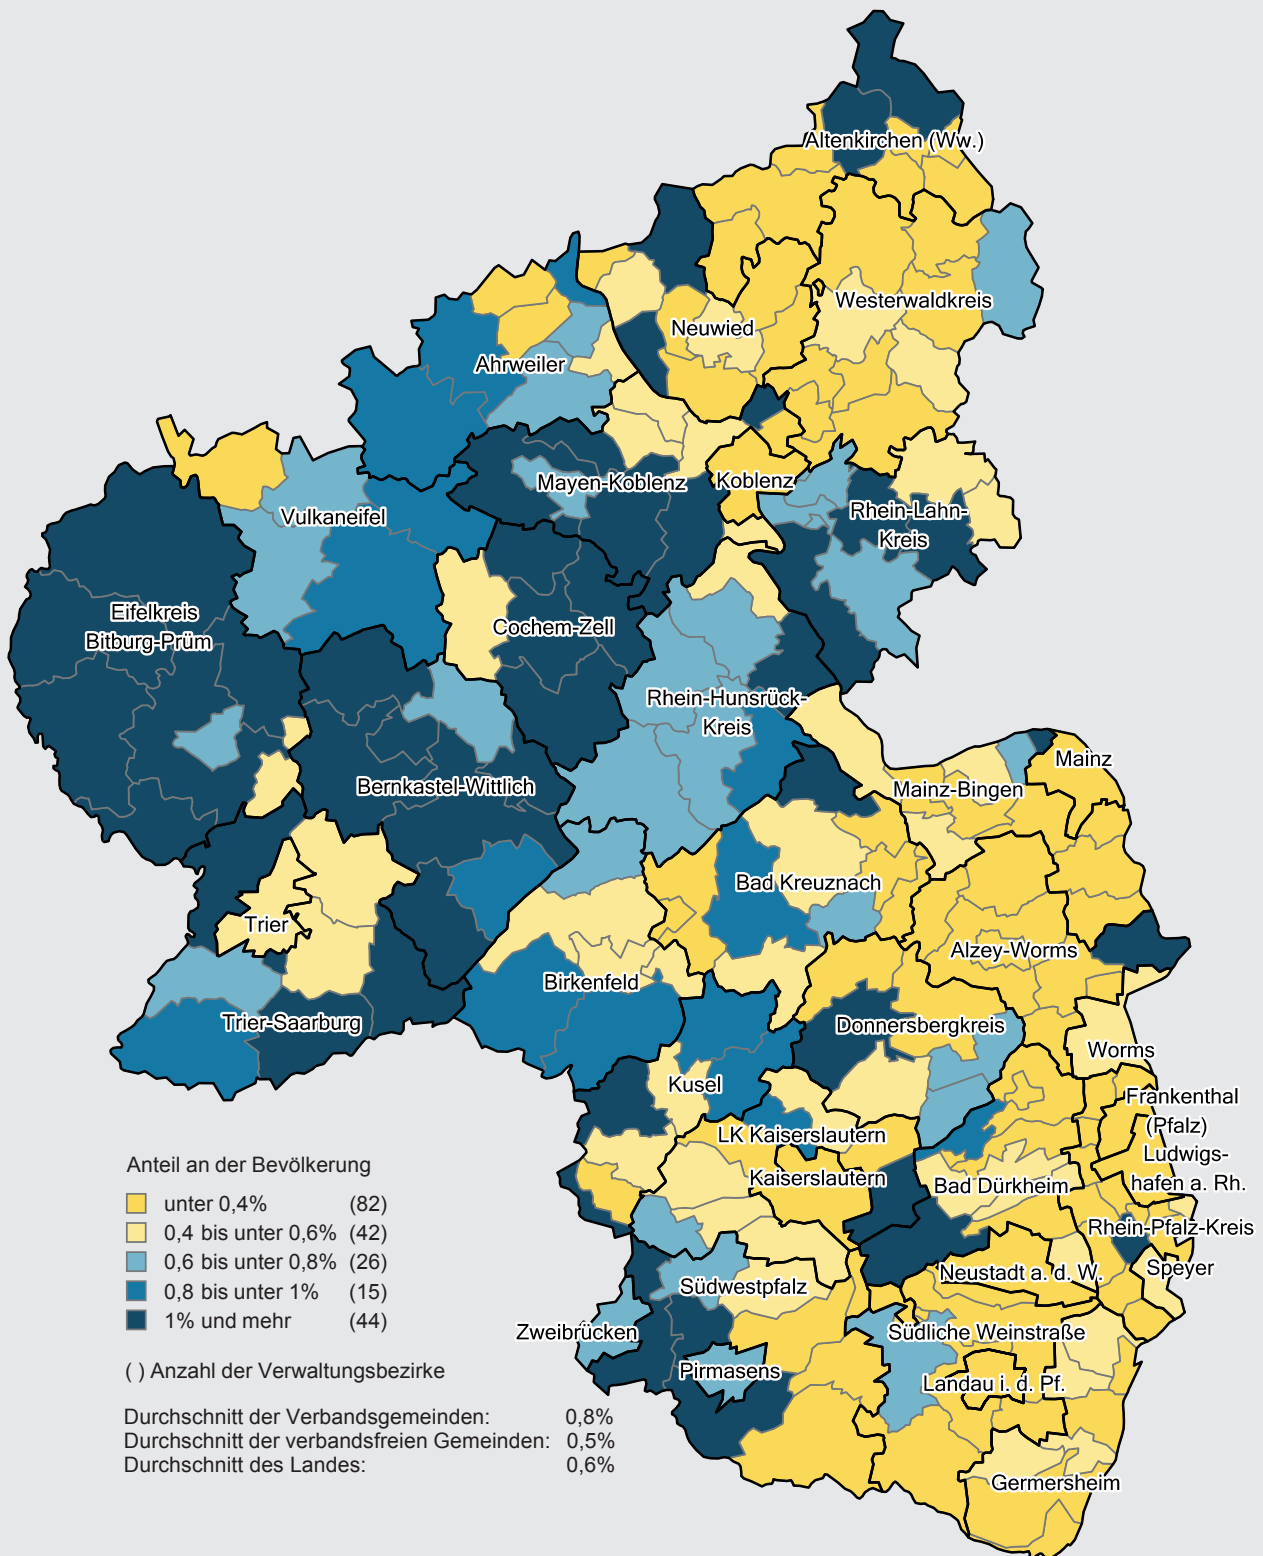 Altenkirchen (Ww.)
Westerwaldkreis
Neuwied
Ahrweiler
Mayen-Koblenz
Koblenz
Rhein-Lahn-
Kreis
Vulkaneifel
Eifelkreis
Bitburg-Prüm
Cochem-Zell
Rhein-Hunsrück-
Kreis
Bernkastel-Wittlich
Mainz
Mainz-Bingen
Bad Kreuznach
Trier
Alzey-Worms
Birkenfeld
Trier-Saarburg
Donnersbergkreis
Worms
Kusel
Frankenthal
(Pfalz)
LK Kaiserslautern
Ludwigs-
hafen a. Rh.
Kaiserslautern
Bad Dürkheim
Rhein-Pfalz-Kreis
Speyer
Neustadt a. d. W.
Südwestpfalz
Zweibrücken
Südliche Weinstraße
Pirmasens
Landau i. d. Pf.
Germersheim
Anteil an der Bevölkerung
unter 0,4% (82)
0,4 bis unter 0,6% (42)
0,6 bis unter 0,8% (26)
0,8 bis unter 1% (15)
1% und mehr (44)
( ) Anzahl der Verwaltungsbezirke
Durchschnitt der Verbandsgemeinden: 0,8%
Durchschnitt der verbandsfreien Gemeinden: 0,5%
Durchschnitt des Landes: 0,6%